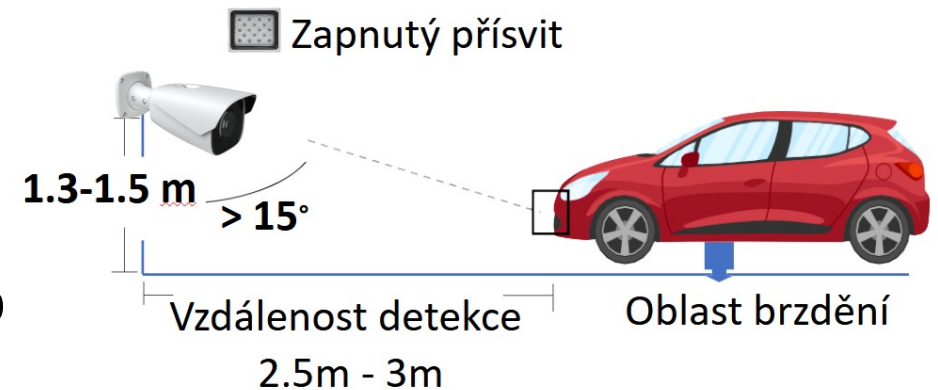 Zapnutý přísvit
1.3-1.5 m
> 15°
)
Vzdálenost detekce
2.5m - 3m
Oblast brzdění